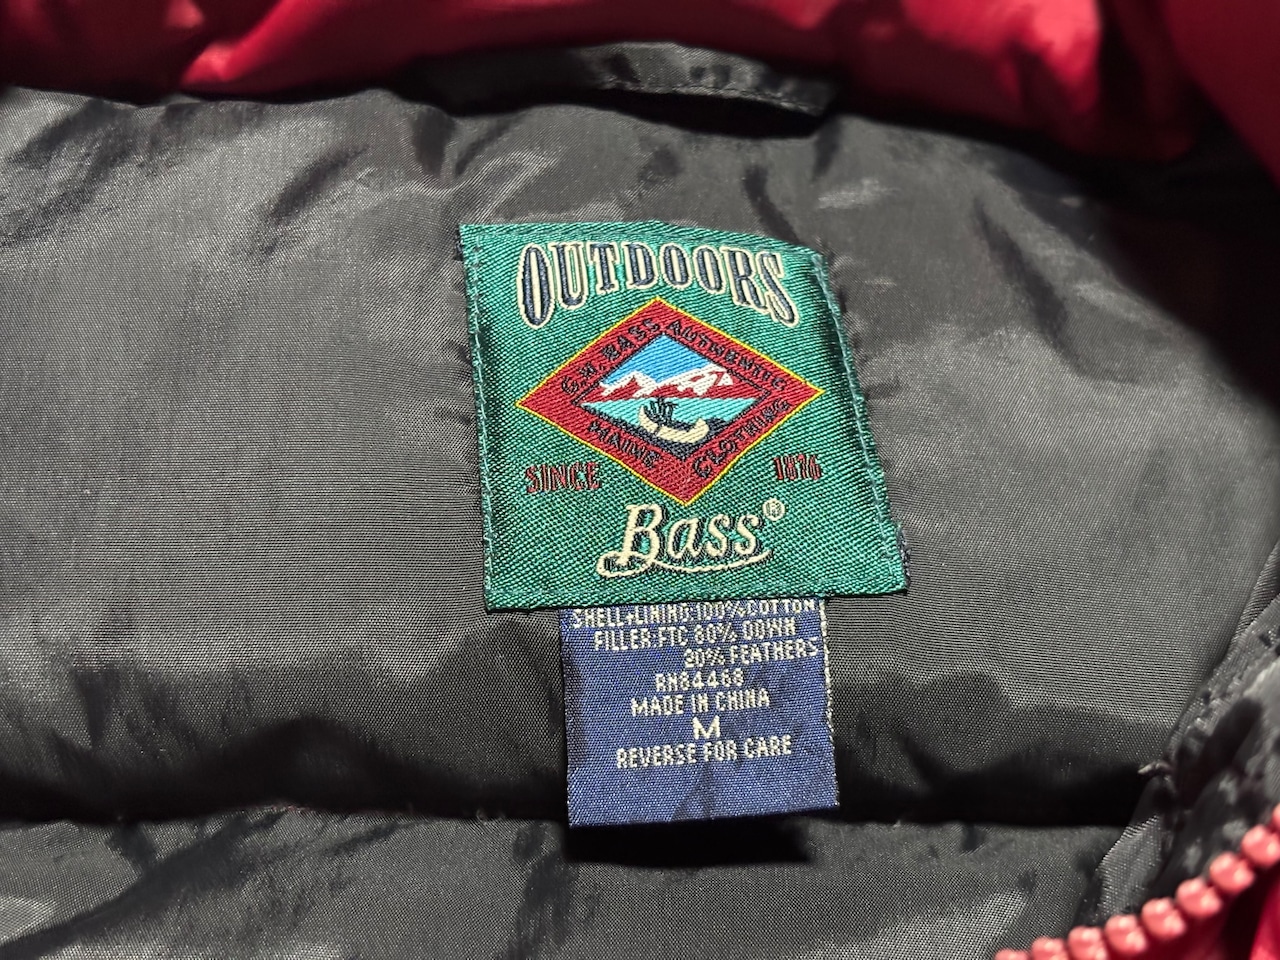 OUTDOORS
G.H. BASS AUTHENTIC
MAINE CLOTHING
SINCE 1876
Bass®
SHELL+LINING:100%COTTON
FILLER:FTC 80% DOWN
20% FEATHERS
RN84468
MADE IN CHINA
M
REVERSE FOR CARE